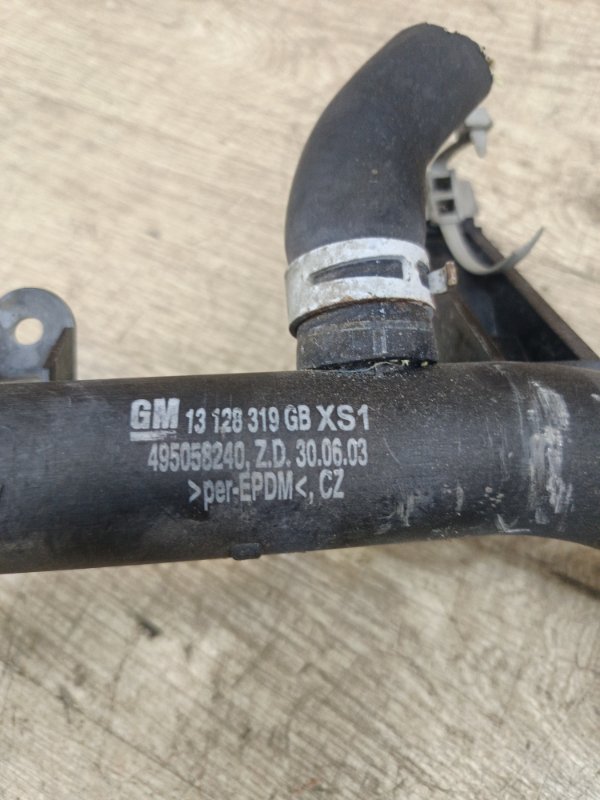 GM 13 128 319 GB XS1
495058240, Z.D. 30.06.03
>per-EPDM<, CZ